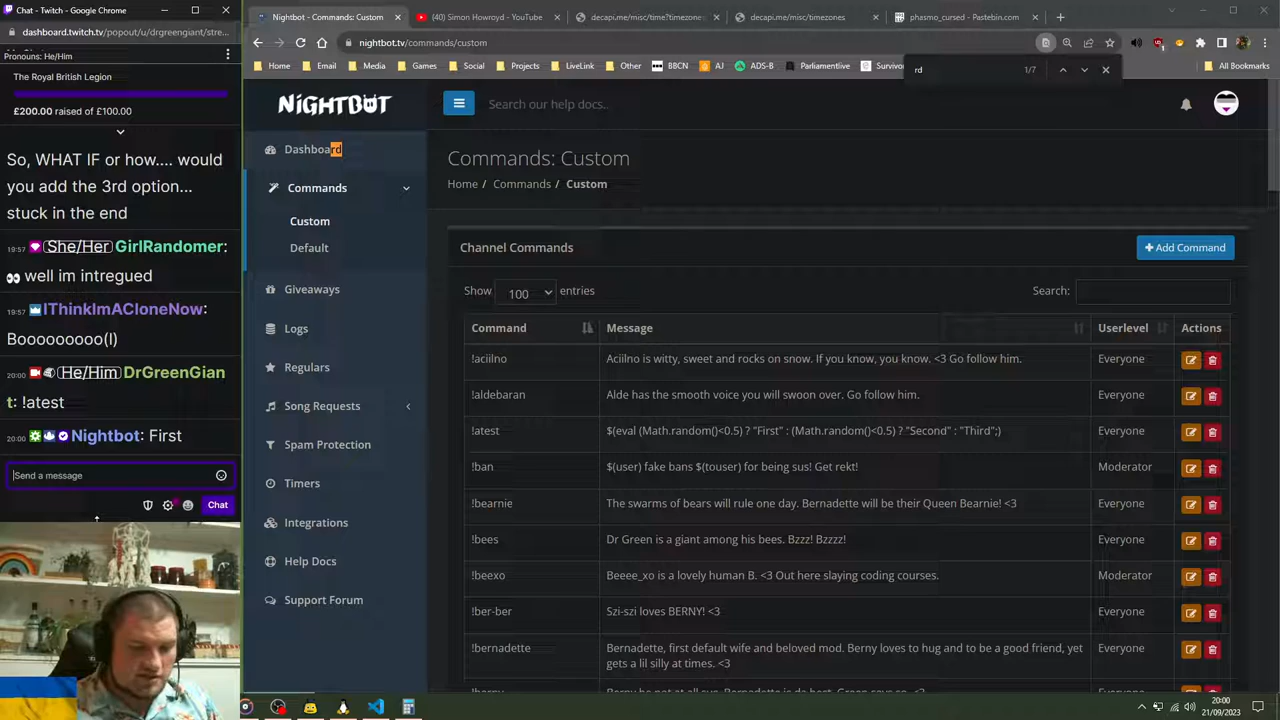 Chat - Twitch - Google Chrome
dashboard.twitch.tv/popout/u/drgreengiant/stre...
Pronouns: He/Him
The Royal British Legion
£200.00 raised of £100.00
So, WHAT IF or how.... would
you add the 3rd option...
stuck in the end
19:57 She/Her GirlRandomer:
👀 well im intregued
19:57 IThinkImACloneNow:
Booooooooo(l)
20:00 He/Him DrGreenGian
t: !atest
20:00 Nightbot: First
Send a message
Chat
Nightbot - Commands: Custom
(40) Simon Howroyd - YouTube
decapi.me/misc/time?timezone=
decapi.me/misc/timezones
phasmo_cursed - Pastebin.com
nightbot.tv/commands/custom
Home
Email
Media
Games
Social
Projects
LiveLink
Other
BBCN
AJ
ADS-B
Parliamentlive
Survivor
All Bookmarks
rd
1/7
NIGHTBOT
Search our help docs..
Dashboard
Commands
Custom
Default
Giveaways
Logs
Regulars
Song Requests
Spam Protection
Timers
Integrations
Help Docs
Support Forum
Commands: Custom
Home / Commands / Custom
Channel Commands
+ Add Command
Show 100 entries
Search:
Command Message Userlevel Actions
!aciilno Aciilno is witty, sweet and rocks on snow. If you know, you know. <3 Go follow him. Everyone
!aldebaran Alde has the smooth voice you will swoon over. Go follow him. Everyone
!atest $(eval (Math.random()<0.5) ? "First" : (Math.random()<0.5) ? "Second" : "Third";) Everyone
!ban $(user) fake bans $(touser) for being sus! Get rekt! Moderator
!bearnie The swarms of bears will rule one day. Bernadette will be their Queen Bearnie! <3 Everyone
!bees Dr Green is a giant among his bees. Bzzz! Bzzzz! Everyone
!beexo Beeee_xo is a lovely human B. <3 Out here slaying coding courses. Moderator
!ber-ber Szi-szi loves BERNY! <3 Everyone
!bernadette Bernadette, first default wife and beloved mod. Berny loves to hug and to be a good friend, yet Everyone
gets a lil silly at times. <3
20:00
21/09/2023